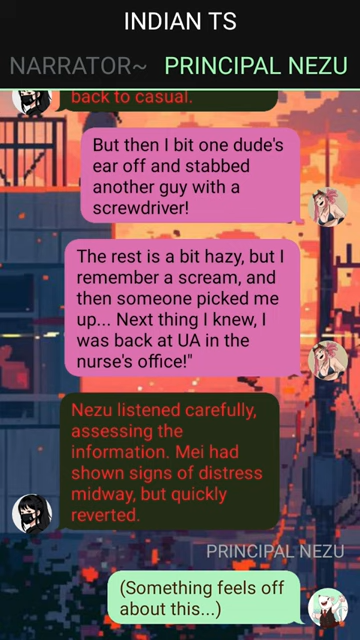 INDIAN TS
NARRATOR~ PRINCIPAL NEZU
back to casual.
But then I bit one dude's
ear off and stabbed
another guy with a
screwdriver!
The rest is a bit hazy, but I
remember a scream, and
then someone picked me
up... Next thing I knew, I
was back at UA in the
nurse's office!"
Nezu listened carefully,
assessing the
information. Mei had
shown signs of distress
midway, but quickly
reverted.
PRINCIPAL NEZU
(Something feels off
about this...)